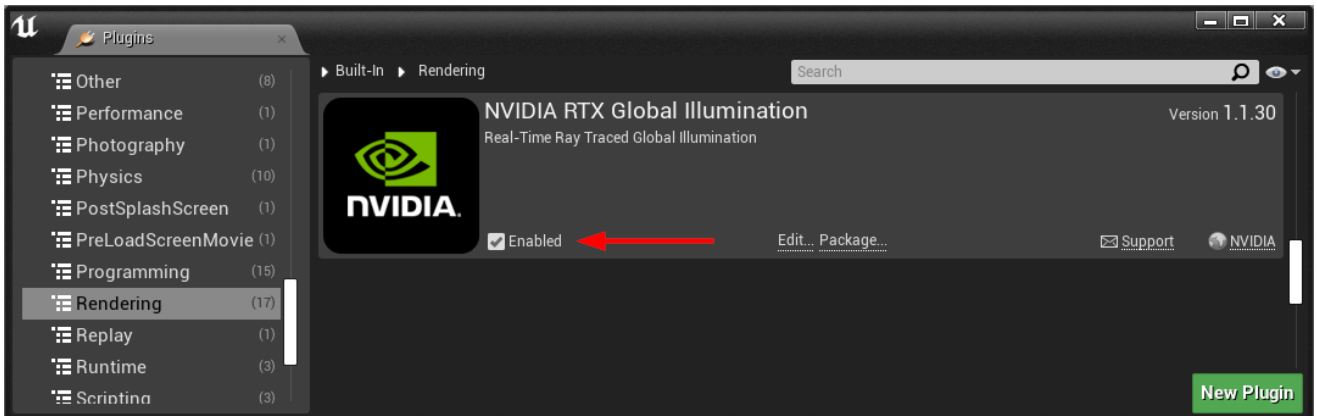 Plugins
Other (8)
Performance (1)
Photography (1)
Physics (10)
PostSplashScreen (1)
PreLoadScreenMovie (1)
Programming (15)
Rendering (17)
Replay (1)
Runtime (3)
Scripting (3)
Built-In Rendering
Search
NVIDIA RTX Global Illumination
Version 1.1.30
Real-Time Ray Traced Global Illumination
NVIDIA.
Enabled
Edit... Package...
Support
NVIDIA
New Plugin